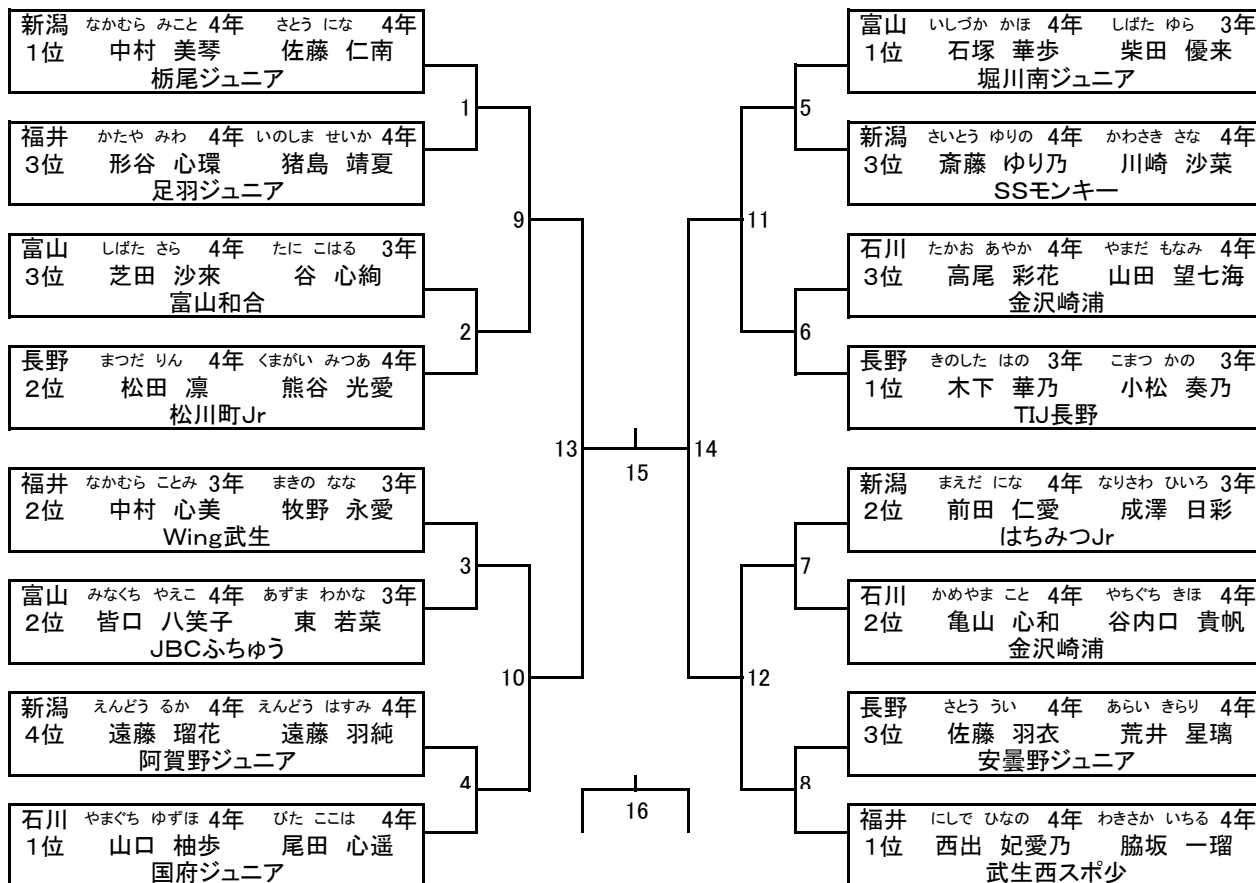 新潟 なかむら みこと 4年 さとう にな 4年
1位 中村 美琴 佐藤 仁南
栃尾ジュニア
1
福井 かたや みわ 4年 いのしま せいか 4年
3位 形谷 心環 猪島 靖夏
足羽ジュニア
9
富山 しばた さら 4年 たに こはる 3年
3位 芝田 沙來 谷 心絢
富山和合
2
長野 まつだ りん 4年 くまがい みつあ 4年
2位 松田 凛 熊谷 光愛
松川町Jr
13
福井 なかむら ことみ 3年 まきの なな 3年
2位 中村 心美 牧野 永愛
Wing武生
3
富山 みなくち やえこ 4年 あずま わかな 3年
2位 皆口 八笑子 東 若菜
JBCふちゅう
10
新潟 えんどう るか 4年 えんどう はすみ 4年
4位 遠藤 瑠花 遠藤 羽純
阿賀野ジュニア
4
石川 やまぐち ゆずほ 4年 びた ここは 4年
1位 山口 柚歩 尾田 心遥
国府ジュニア
15
16
富山 いしづか かほ 4年 しばた ゆら 3年
1位 石塚 華歩 柴田 優来
堀川南ジュニア
5
新潟 さいとう ゆりの 4年 かわさき さな 4年
3位 斎藤 ゆり乃 川崎 沙菜
SSモンキー
11
石川 たかお あやか 4年 やまだ もなみ 4年
3位 高尾 彩花 山田 望七海
金沢崎浦
6
長野 きのした はの 3年 こまつ かの 3年
1位 木下 華乃 小松 奏乃
TIJ長野
14
新潟 まえだ にな 4年 なりさわ ひいろ 3年
2位 前田 仁愛 成澤 日彩
はちみつJr
7
石川 かめやま こと 4年 やちぐち きほ 4年
2位 亀山 心和 谷内口 貴帆
金沢崎浦
12
長野 さとう うい 4年 あらい きらり 4年
3位 佐藤 羽衣 荒井 星璃
安曇野ジュニア
8
福井 にしで ひなの 4年 わきさか いちる 4年
1位 西出 妃愛乃 脇坂 一瑠
武生西スポ少